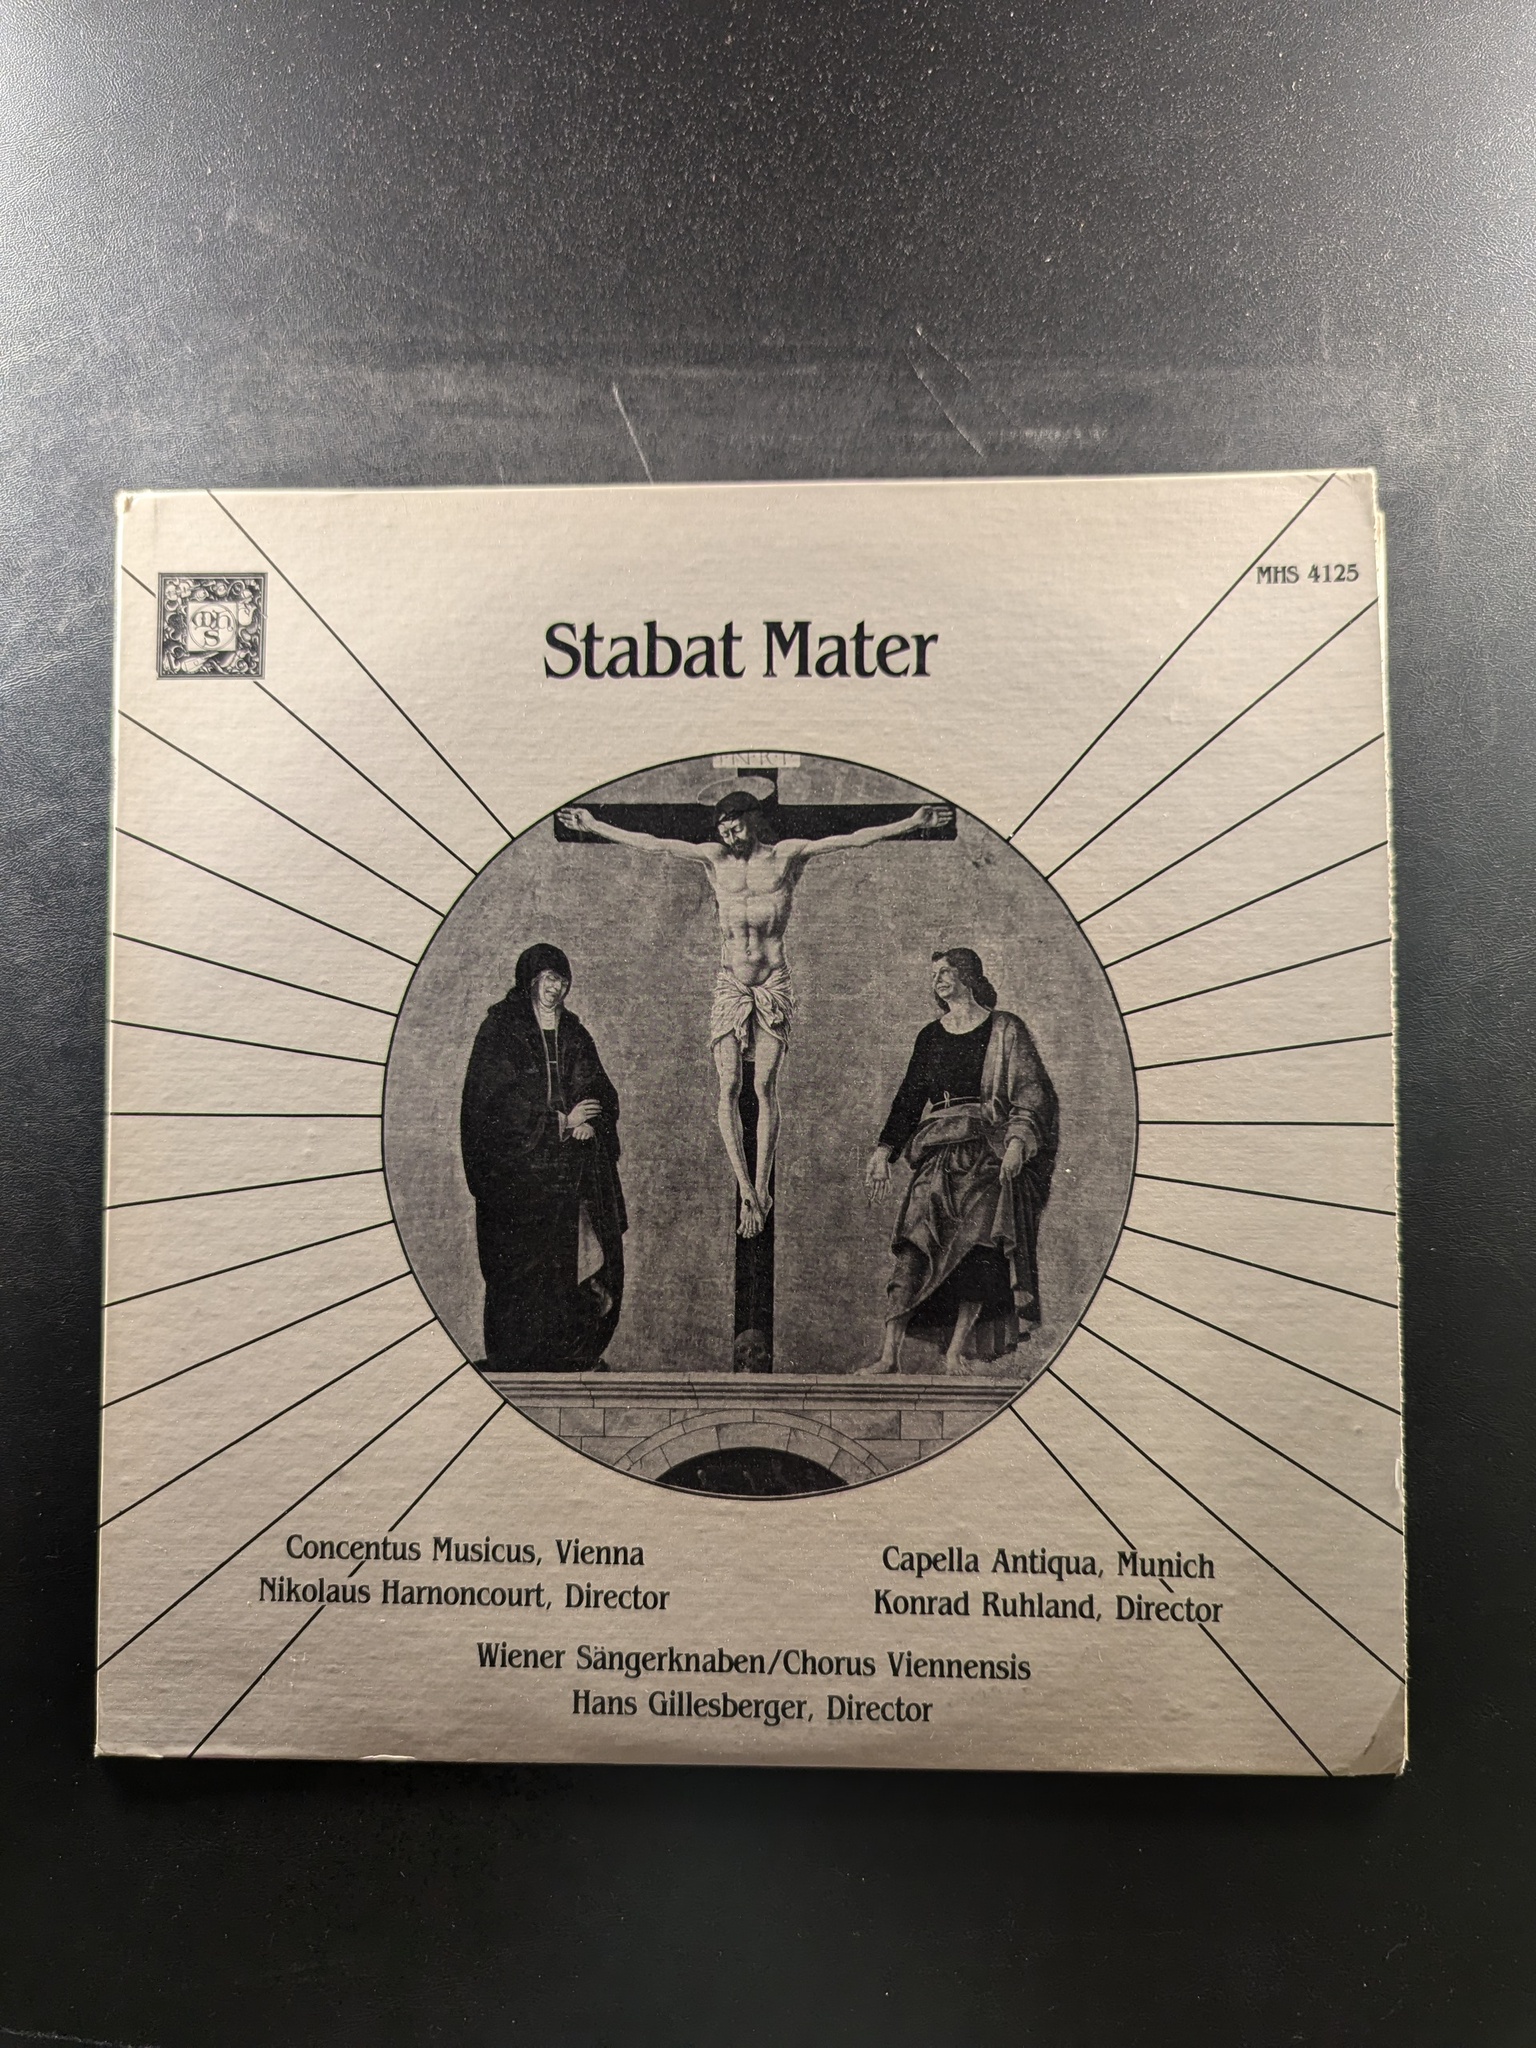 mhs
MHS 4125
Stabat Mater
I·N·R·I
Concentus Musicus, Vienna
Nikolaus Harnoncourt, Director
Capella Antiqua, Munich
Konrad Ruhland, Director
Wiener Sängerknaben/Chorus Viennensis
Hans Gillesberger, Director